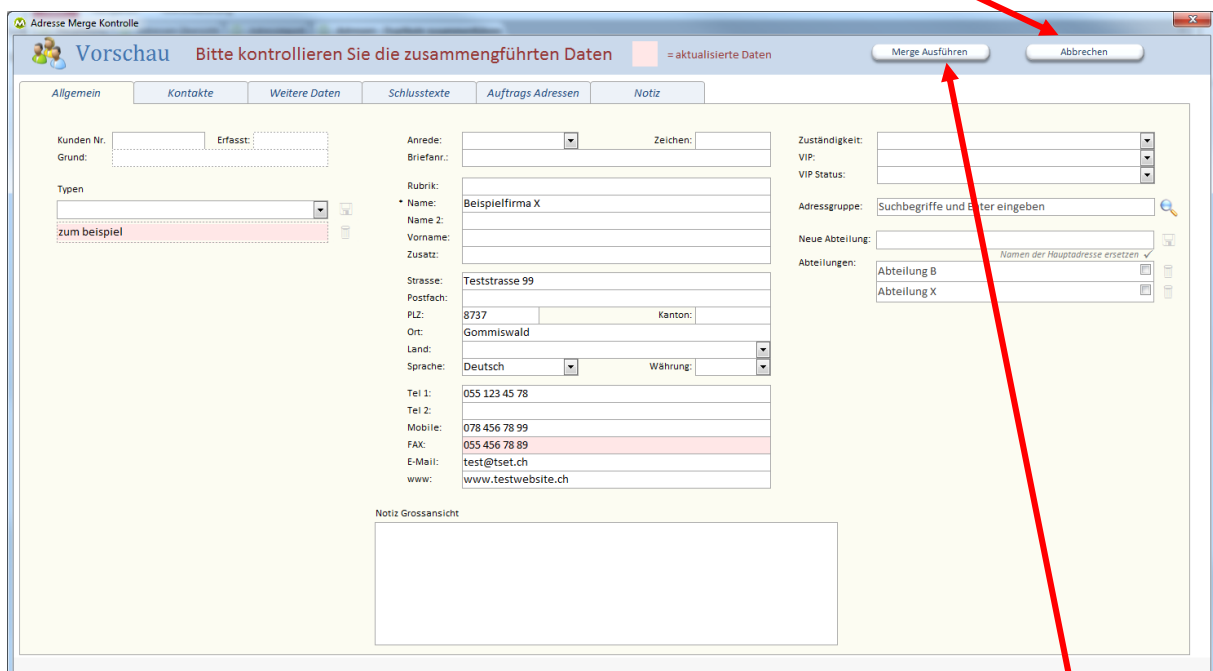 Adresse Merge Kontrolle
Vorschau Bitte kontrollieren Sie die zusammengführten Daten = aktualisierte Daten Merge Ausführen Abbrechen
Allgemein Kontakte Weitere Daten Schlusstexte Auftrags Adressen Notiz
Kunden Nr. Erfasst:
Grund:
Typen
zum beispiel
Anrede: Zeichen:
Briefanr.:
Rubrik:
* Name: Beispielfirma X
Name 2:
Vorname:
Zusatz:
Strasse: Teststrasse 99
Postfach:
PLZ: 8737 Kanton:
Ort: Gommiswald
Land:
Sprache: Deutsch Währung:
Tel 1: 055 123 45 78
Tel 2:
Mobile: 078 456 78 99
FAX: 055 456 78 89
E-Mail: test@tset.ch
www: www.testwebsite.ch
Notiz Grossansicht
Zuständigkeit:
VIP:
VIP Status:
Adressgruppe: Suchbegriffe und Enter eingeben
Neue Abteilung:
Namen der Hauptadresse ersetzen ✓
Abteilungen: Abteilung B
Abteilung X